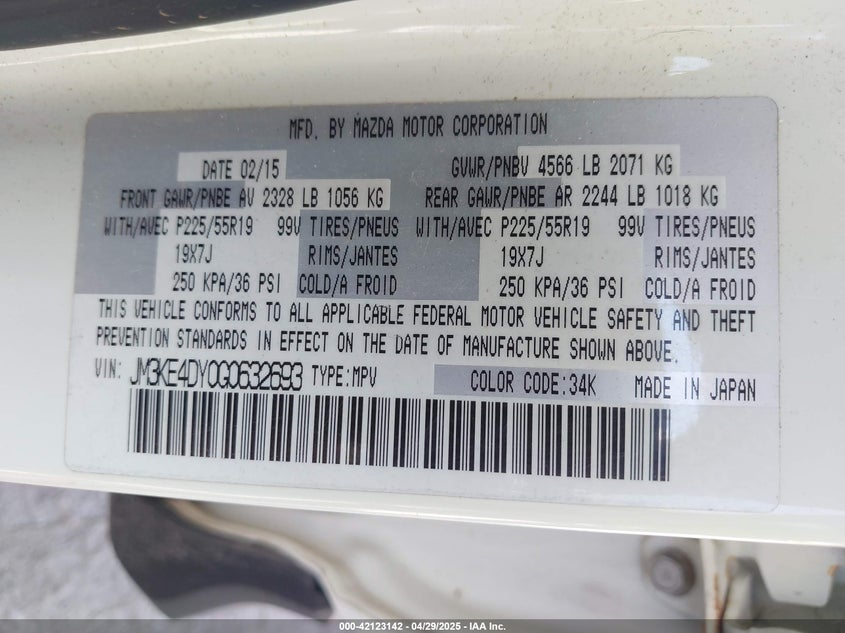 MFD. BY MAZDA MOTOR CORPORATION
DATE 02/15 GVWR/PNBV 4566 LB 2071 KG
FRONT GAWR/PNBE AV 2328 LB 1056 KG REAR GAWR/PNBE AR 2244 LB 1018 KG
WITH/AVEC P225/55R19 99V TIRES/PNEUS WITH/AVEC P225/55R19 99V TIRES/PNEUS
19X7J RIMS/JANTES 19X7J RIMS/JANTES
250 KPA/36 PSI COLD/A FROID 250 KPA/36 PSI COLD/A FROID
THIS VEHICLE CONFORMS TO ALL APPLICABLE FEDERAL MOTOR VEHICLE SAFETY AND THEFT
PREVENTION STANDARDS IN EFFECT ON THE DATE OF MANUFACTURE SHOWN ABOVE.
VIN: JM3KE4DY0G0632693 TYPE:MPV COLOR CODE:34K MADE IN JAPAN
000-42123142 - 04/29/2025 - IAA Inc.